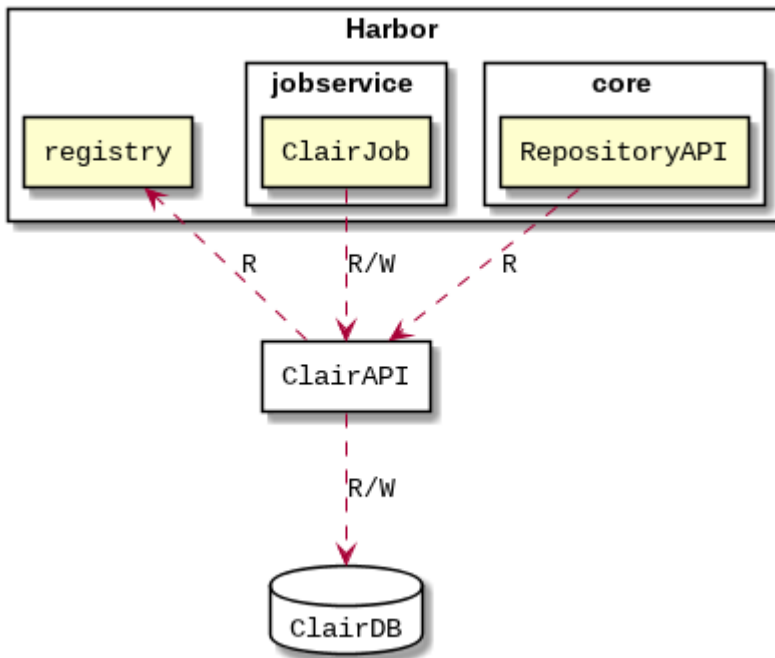 Harbor
jobservice
core
registry
ClairJob
RepositoryAPI
R
R/W
R
ClairAPI
R/W
ClairDB